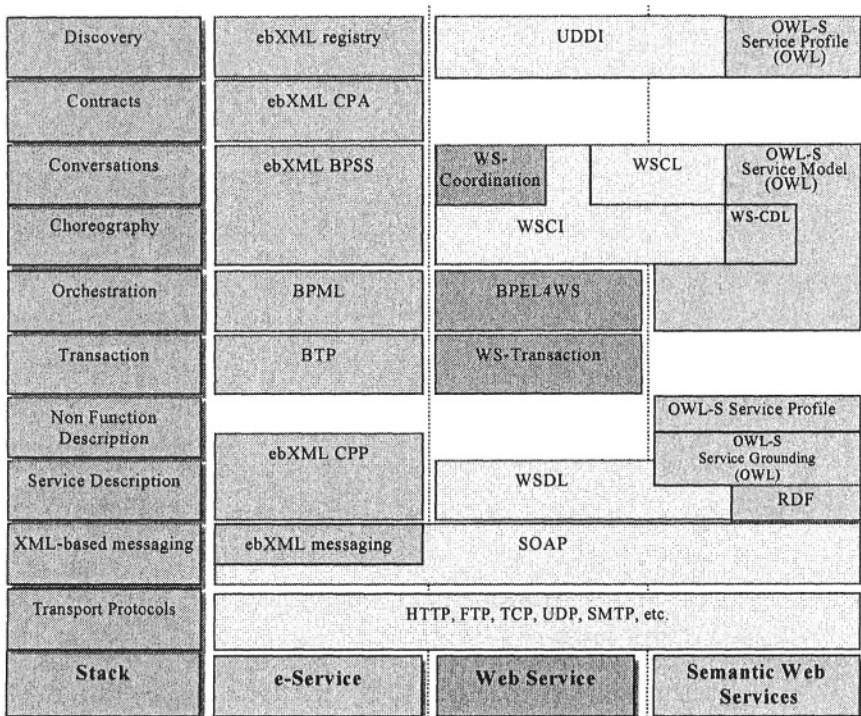 Discovery
ebXML registry
UDDI
OWL-S
Service Profile
(OWL)
Contracts
ebXML CPA
Conversations
ebXML BPSS
WS-
Coordination
WSCL
OWL-S
Service Model
(OWL)
Choreography
WSCI
WS-CDL
Orchestration
BPML
BPEL4WS
Transaction
BTP
WS-Transaction
Non Function
Description
OWL-S Service Profile
ebXML CPP
OWL-S
Service Grounding
(OWL)
Service Description
WSDL
RDF
XML-based messaging
ebXML messaging
SOAP
Transport Protocols
HTTP, FTP, TCP, UDP, SMTP, etc.
Stack
e-Service
Web Service
Semantic Web
Services